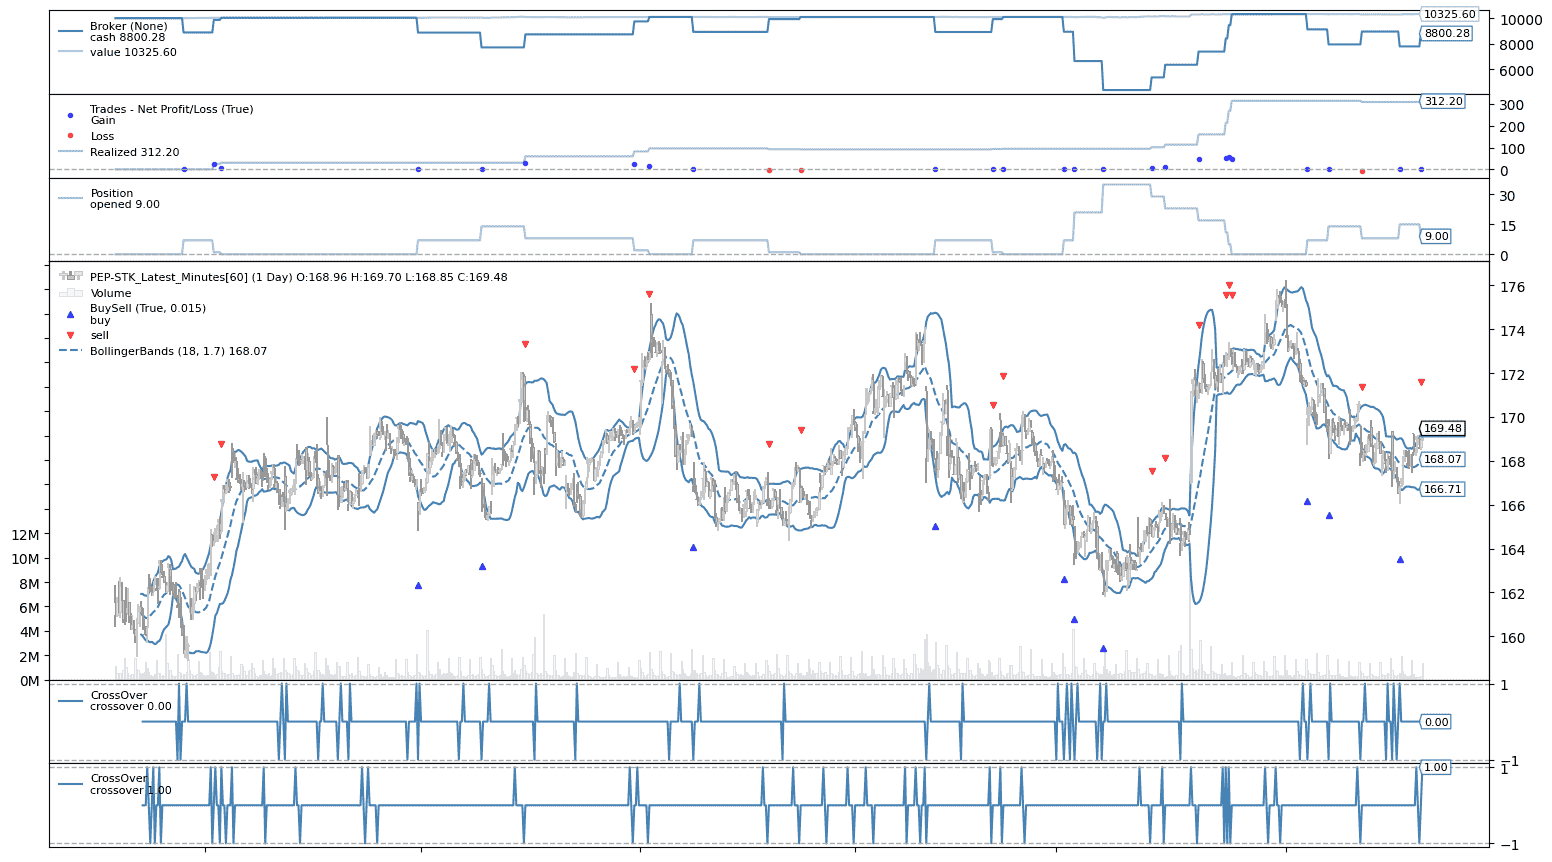 Broker (None)
cash 8800.28
value 10325.60
10325.60
10000
8800.28
8000
6000
Trades - Net Profit/Loss (True)
Gain
Loss
Realized 312.20
312.20
300
200
100
0
Position
opened 9.00
30
15
9.00
0
PEP-STK_Latest_Minutes[60] (1 Day) O:168.96 H:169.70 L:168.85 C:169.48
Volume
BuySell (True, 0.015)
buy
sell
BollingerBands (18, 1.7) 168.07
176
174
172
170
169.48
168.07
168
166.71
166
164
162
160
12M
10M
8M
6M
4M
2M
0M
CrossOver
crossover 0.00
1
0.00
−1
CrossOver
crossover 1.00
1.00
1
−1